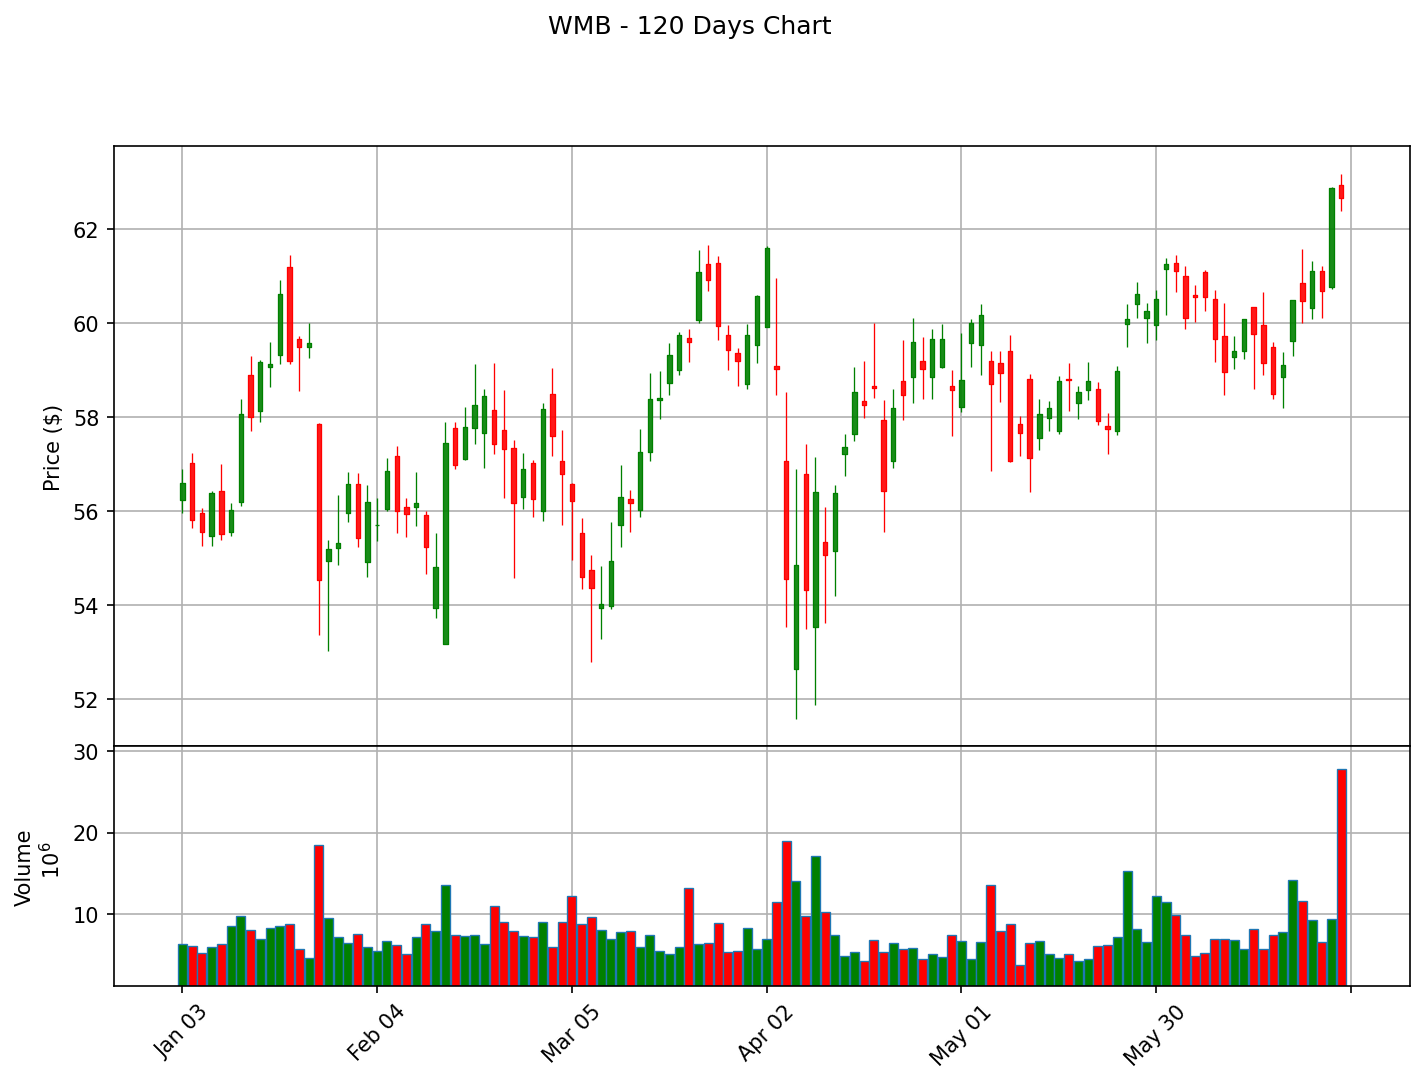 WMB - 120 Days Chart
Price ($)
62
60
58
56
54
52
Volume
10^6
30
20
10
Jan 03
Feb 04
Mar 05
Apr 02
May 01
May 30